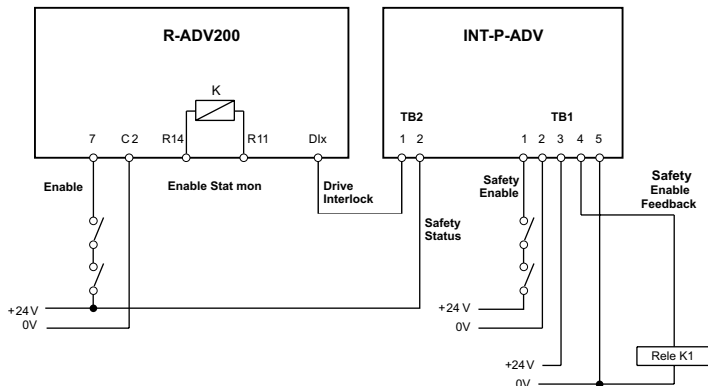 R-ADV200
INT-P-ADV
K
TB2
TB1
7
C 2
R14
R11
DIx
1
2
1
2
3
4
5
Enable
Enable Stat mon
Drive
Interlock
Safety
Status
Safety
Enable
Safety
Enable
Feedback
+24 V
0V
+24 V
0V
+24 V
0V
Rele K1